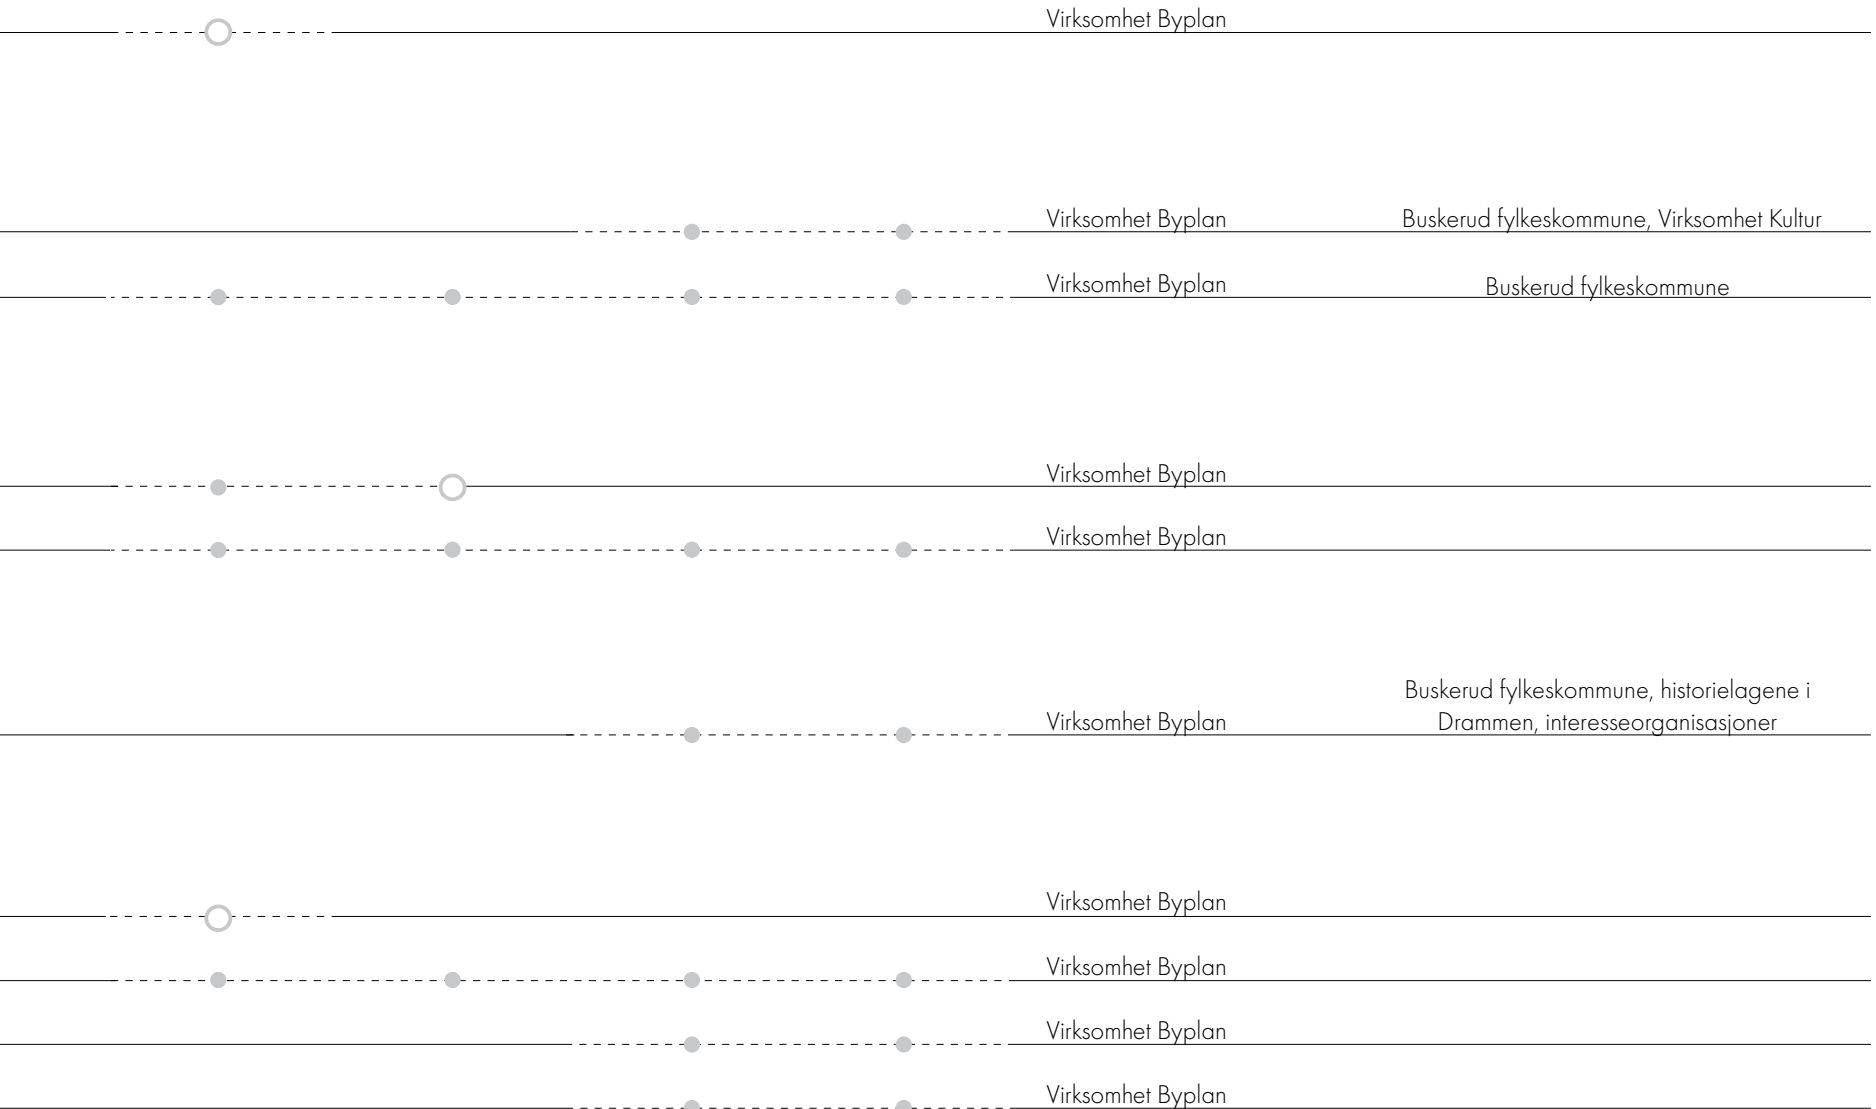 Virksomhet Byplan
Virksomhet Byplan Buskerud fylkeskommune, Virksomhet Kultur
Virksomhet Byplan Buskerud fylkeskommune
Virksomhet Byplan
Virksomhet Byplan
Buskerud fylkeskommune, historielagene i
Virksomhet Byplan Drammen, interesseorganisasjoner
Virksomhet Byplan
Virksomhet Byplan
Virksomhet Byplan
Virksomhet Byplan